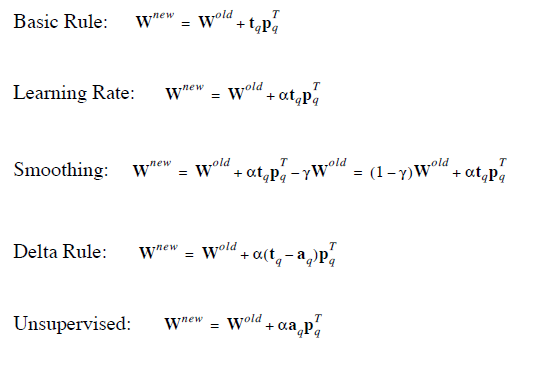 Basic Rule: W^new = W^old + t_q p_q^T
Learning Rate: W^new = W^old + αt_q p_q^T
Smoothing: W^new = W^old + αt_q p_q^T – γW^old = (1 – γ)W^old + αt_q p_q^T
Delta Rule: W^new = W^old + α(t_q – a_q)p_q^T
Unsupervised: W^new = W^old + αa_q p_q^T